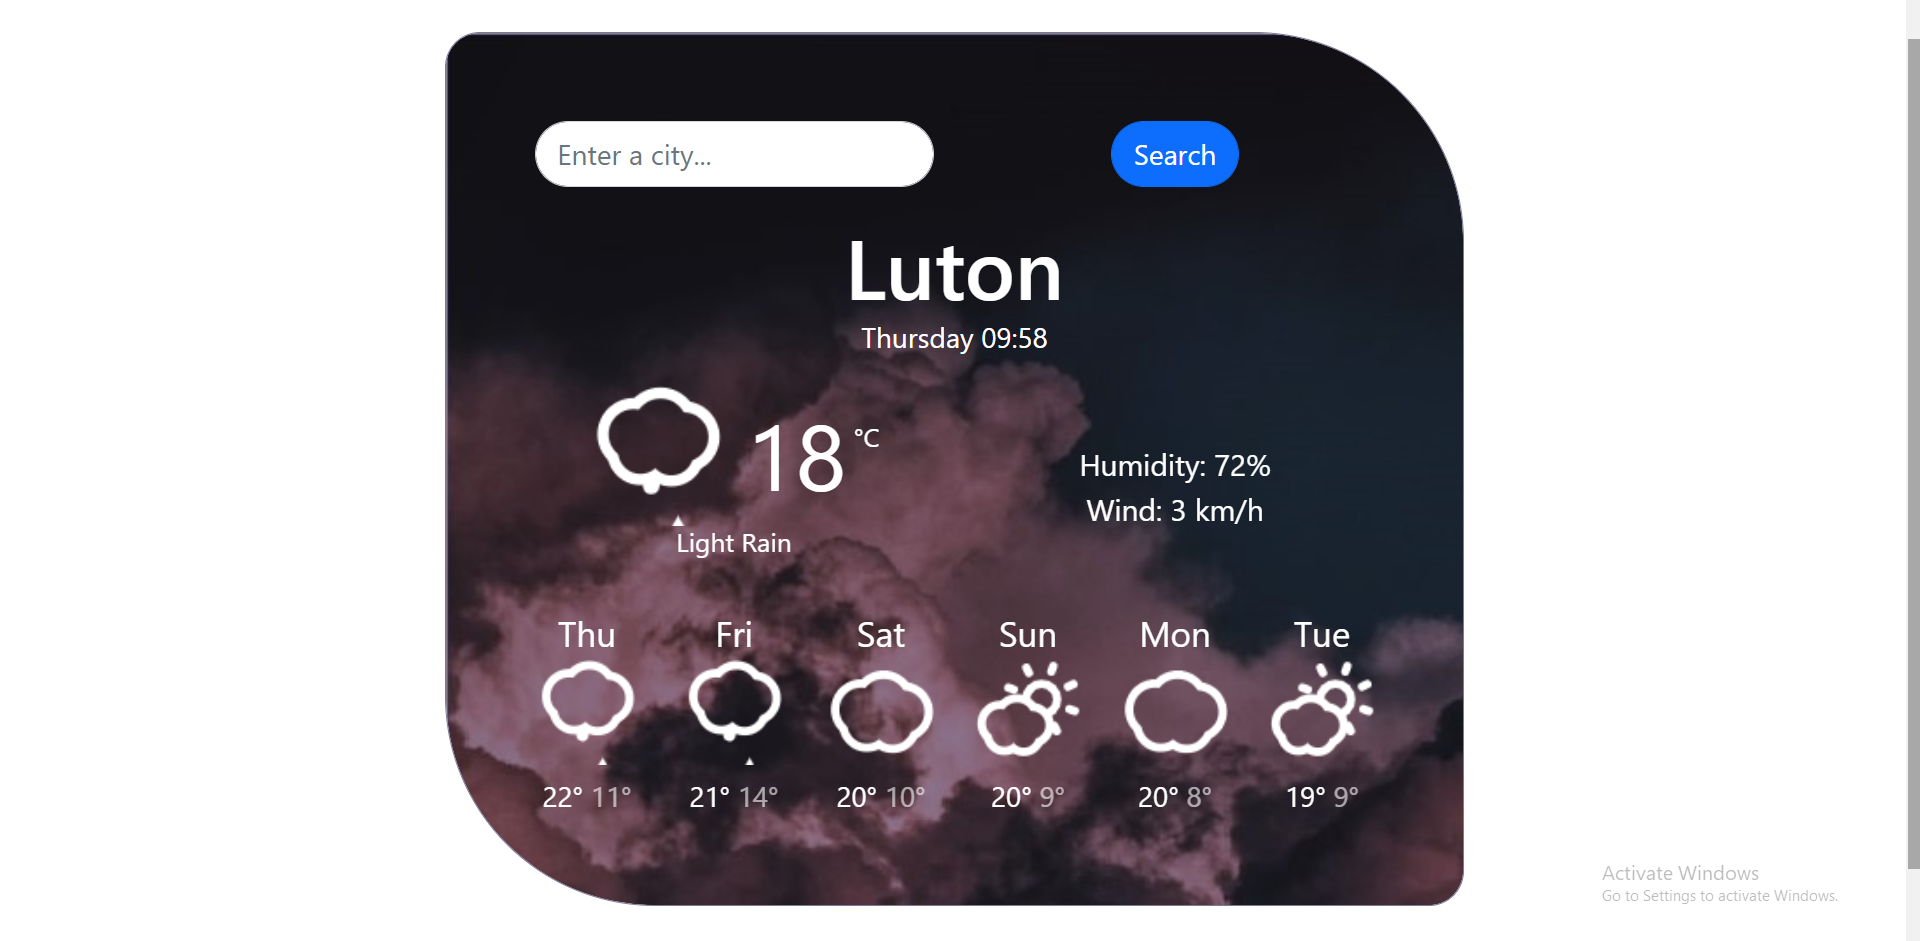 Enter a city...
Search
Luton
Thursday 09:58
18 °C
Humidity: 72%
Wind: 3 km/h
Light Rain
Thu Fri Sat Sun Mon Tue
22° 11° 21° 14° 20° 10° 20° 9° 20° 8° 19° 9°
Activate Windows
Go to Settings to activate Windows.